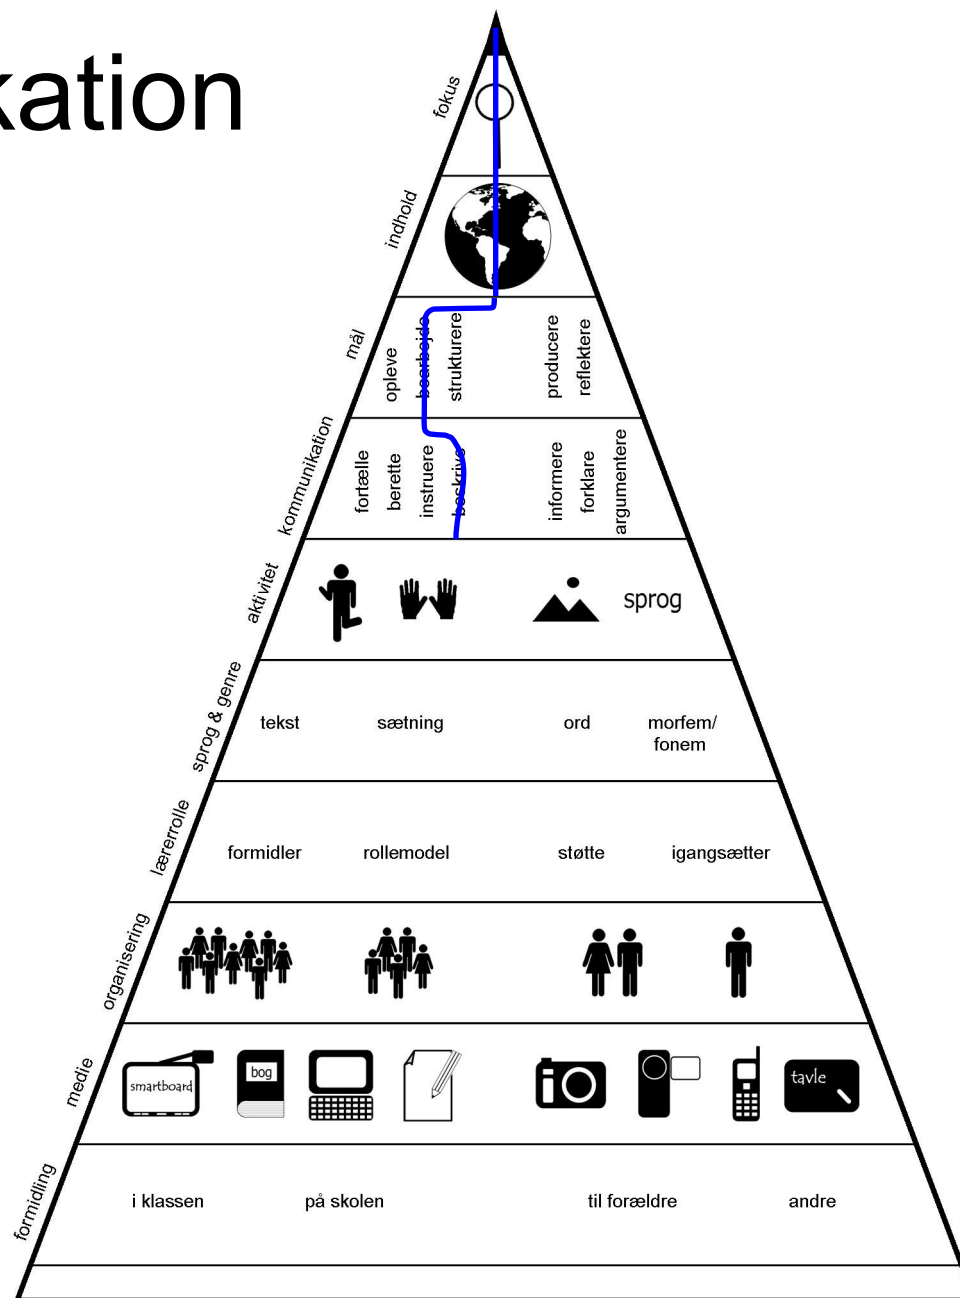 kation
fokus
indhold
mål
opleve
bearbejde
strukturere
producere
reflektere
kommunikation
fortælle
berette
instruere
beskrive
informere
forklare
argumentere
aktivitet
sprog
sprog & genre
tekst
sætning
ord
morfem/
fonem
lærerrolle
formidler
rollemodel
støtte
igangsætter
organisering
medie
smartboard
bog
tavle
formidling
i klassen
på skolen
til forældre
andre